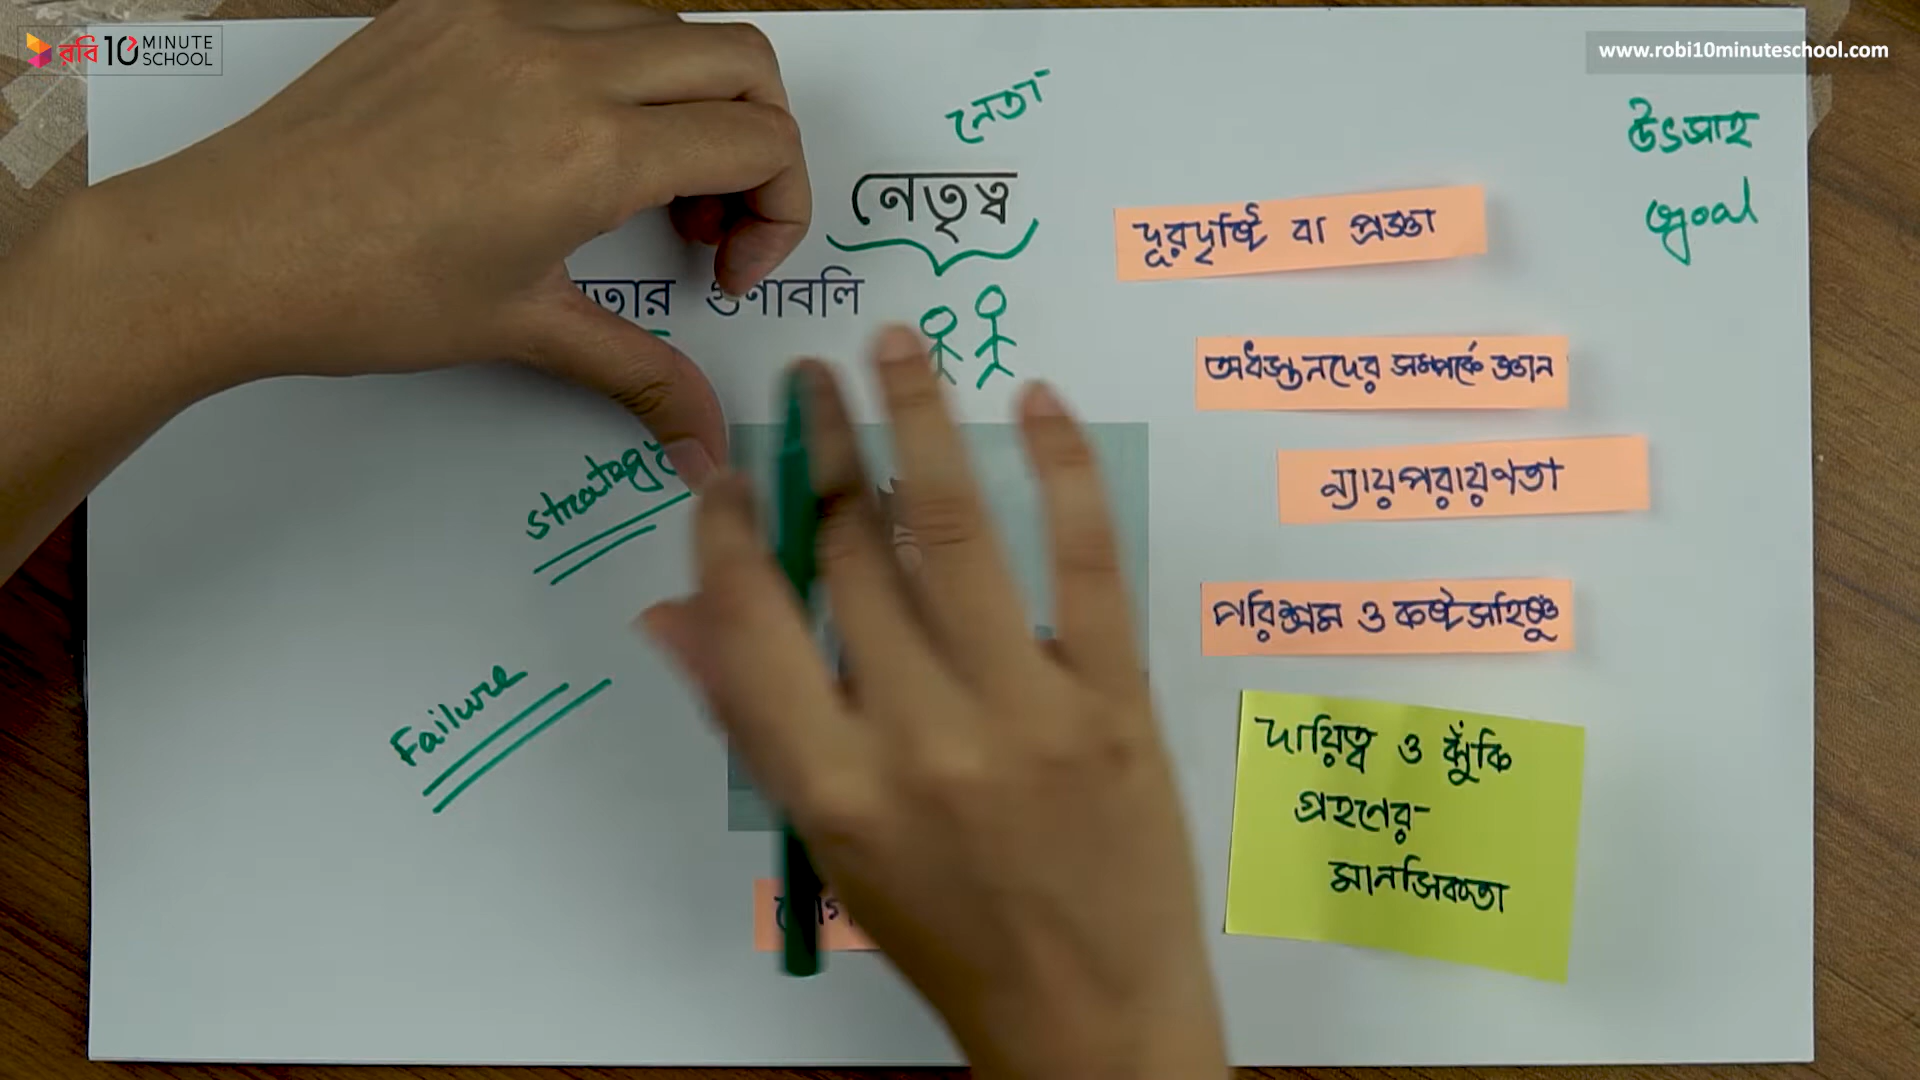 রবি 10 MINUTE SCHOOL
www.robi10minuteschool.com
নেতা
উৎসাহ
goal
নেতৃত্ব
দূরদৃষ্টি বা প্রজ্ঞা
গুণাবলি
অধস্তনদের সম্পর্কে জ্ঞান
ন্যায়পরায়ণতা
পরিশ্রম ও কষ্টসহিষ্ণু
Failure
দায়িত্ব ও ঝুঁকি
গ্রহণের
মানসিকতা